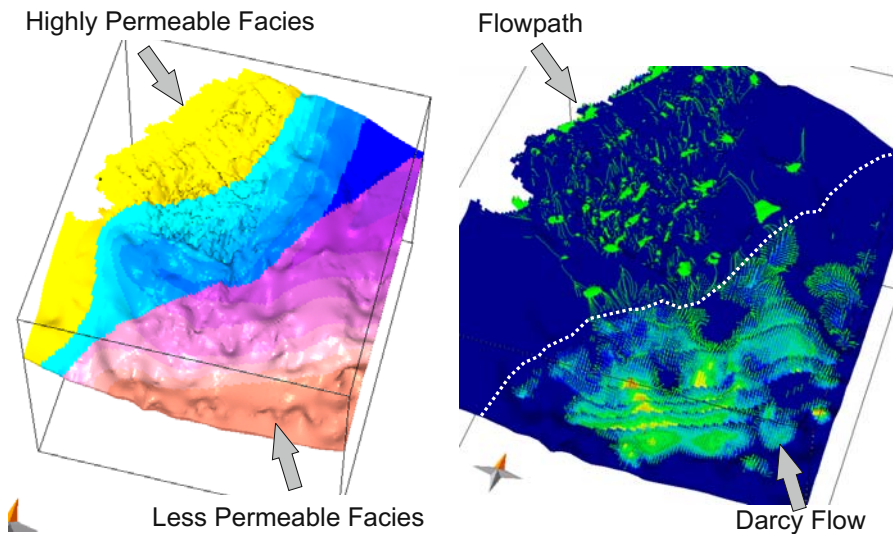 Highly Permeable Facies
Flowpath
Less Permeable Facies
Darcy Flow